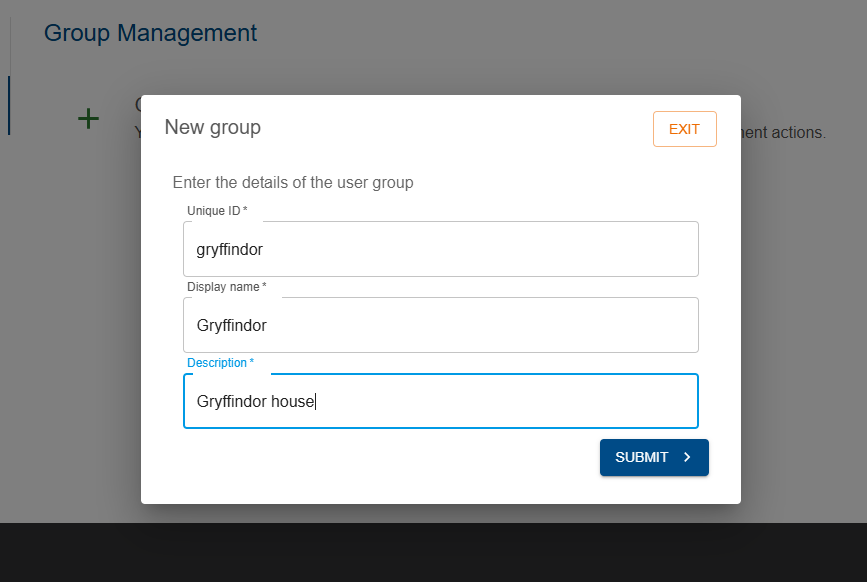 Group Management
New group
EXIT
ment actions.
Enter the details of the user group
Unique ID *
gryffindor
Display name *
Gryffindor
Description *
Gryffindor house
SUBMIT